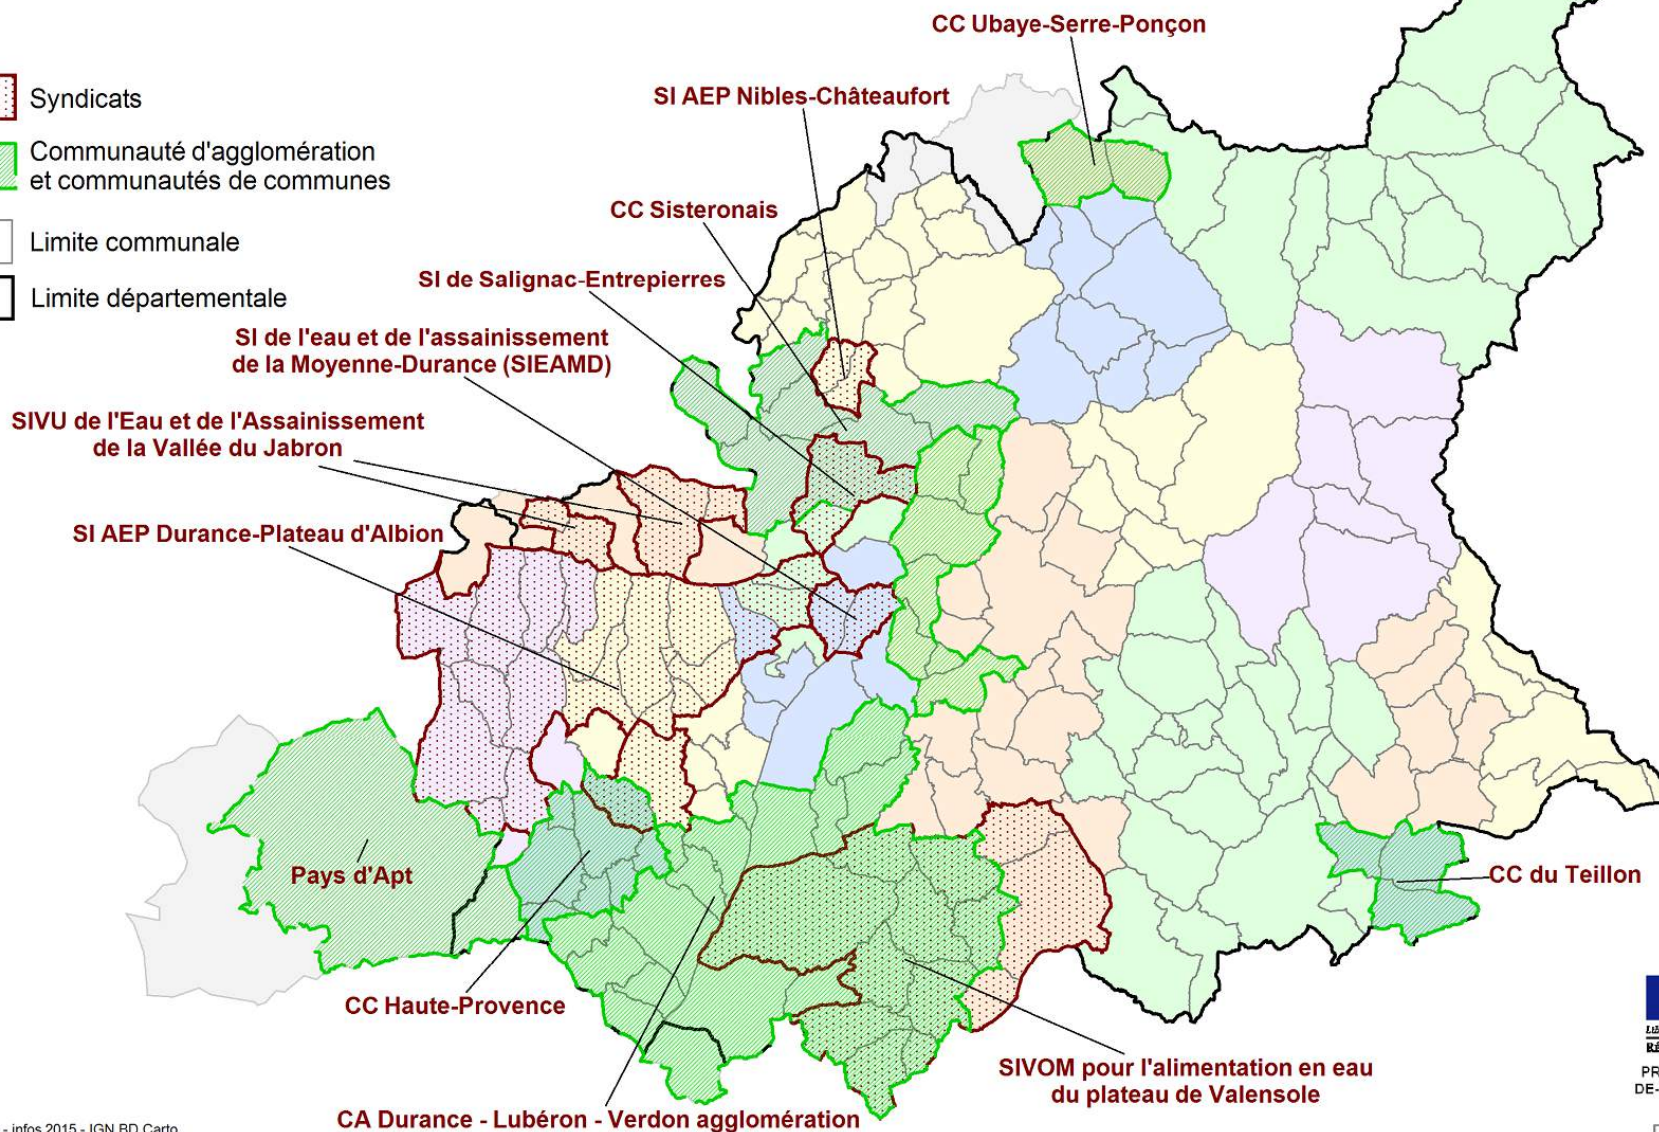 CC Ubaye-Serre-Ponçon
SI AEP Nibles-Châteaufort
Syndicats
Communauté d'agglomération
et communautés de communes
CC Sisteronais
Limite communale
SI de Salignac-Entrepierres
Limite départementale
SI de l'eau et de l'assainissement
de la Moyenne-Durance (SIEAMD)
SIVU de l'Eau et de l'Assainissement
de la Vallée du Jabron
SI AEP Durance-Plateau d'Albion
Pays d'Apt
CC du Teillon
CC Haute-Provence
SIVOM pour l'alimentation en eau
du plateau de Valensole
PR
DE-
CA Durance - Lubéron - Verdon agglomération
- infos 2015 - IGN BD Carto